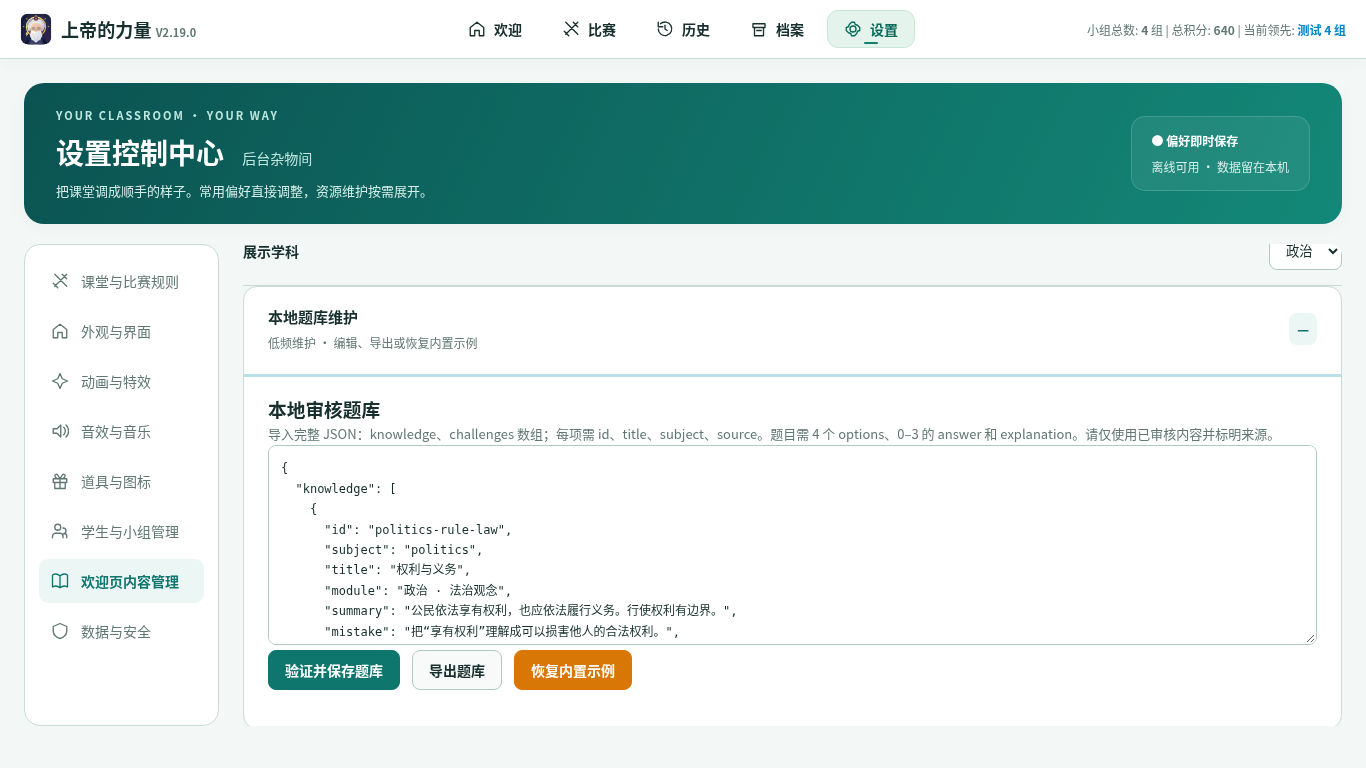 上帝的力量 V2.19.0
欢迎
比赛
历史
档案
设置
小组总数: 4 组 | 总积分: 640 | 当前领先: 测试 4 组
YOUR CLASSROOM · YOUR WAY
设置控制中心 后台杂物间
把课堂调成顺手的样子。常用偏好直接调整，资源维护按需展开。
偏好即时保存
离线可用 · 数据留在本机
课堂与比赛规则
外观与界面
动画与特效
音效与音乐
道具与图标
学生与小组管理
欢迎页内容管理
数据与安全
展示学科
政治
本地题库维护
低频维护 · 编辑、导出或恢复内置示例
本地审核题库
导入完整 JSON：knowledge、challenges 数组；每项需 id、title、subject、source。题目需 4 个 options、0–3 的 answer 和 explanation。请仅使用已审核内容并标明来源。
{
"knowledge": [
{
"id": "politics-rule-law",
"subject": "politics",
"title": "权利与义务",
"module": "政治 · 法治观念",
"summary": "公民依法享有权利，也应依法履行义务。行使权利有边界。",
"mistake": "把“享有权利”理解成可以损害他人的合法权利。",
验证并保存题库
导出题库
恢复内置示例